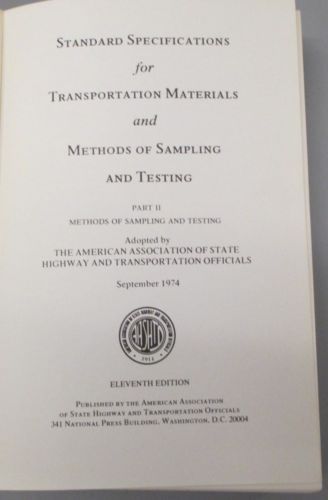 STANDARD SPECIFICATIONS
for
TRANSPORTATION MATERIALS
and
METHODS OF SAMPLING
AND TESTING
PART II
METHODS OF SAMPLING AND TESTING
Adopted by
THE AMERICAN ASSOCIATION OF STATE
HIGHWAY AND TRANSPORTATION OFFICIALS
September 1974
AASHTO
1914
ELEVENTH EDITION
PUBLISHED BY THE AMERICAN ASSOCIATION
OF STATE HIGHWAY AND TRANSPORTATION OFFICIALS
341 NATIONAL PRESS BUILDING, WASHINGTON, D.C. 20004